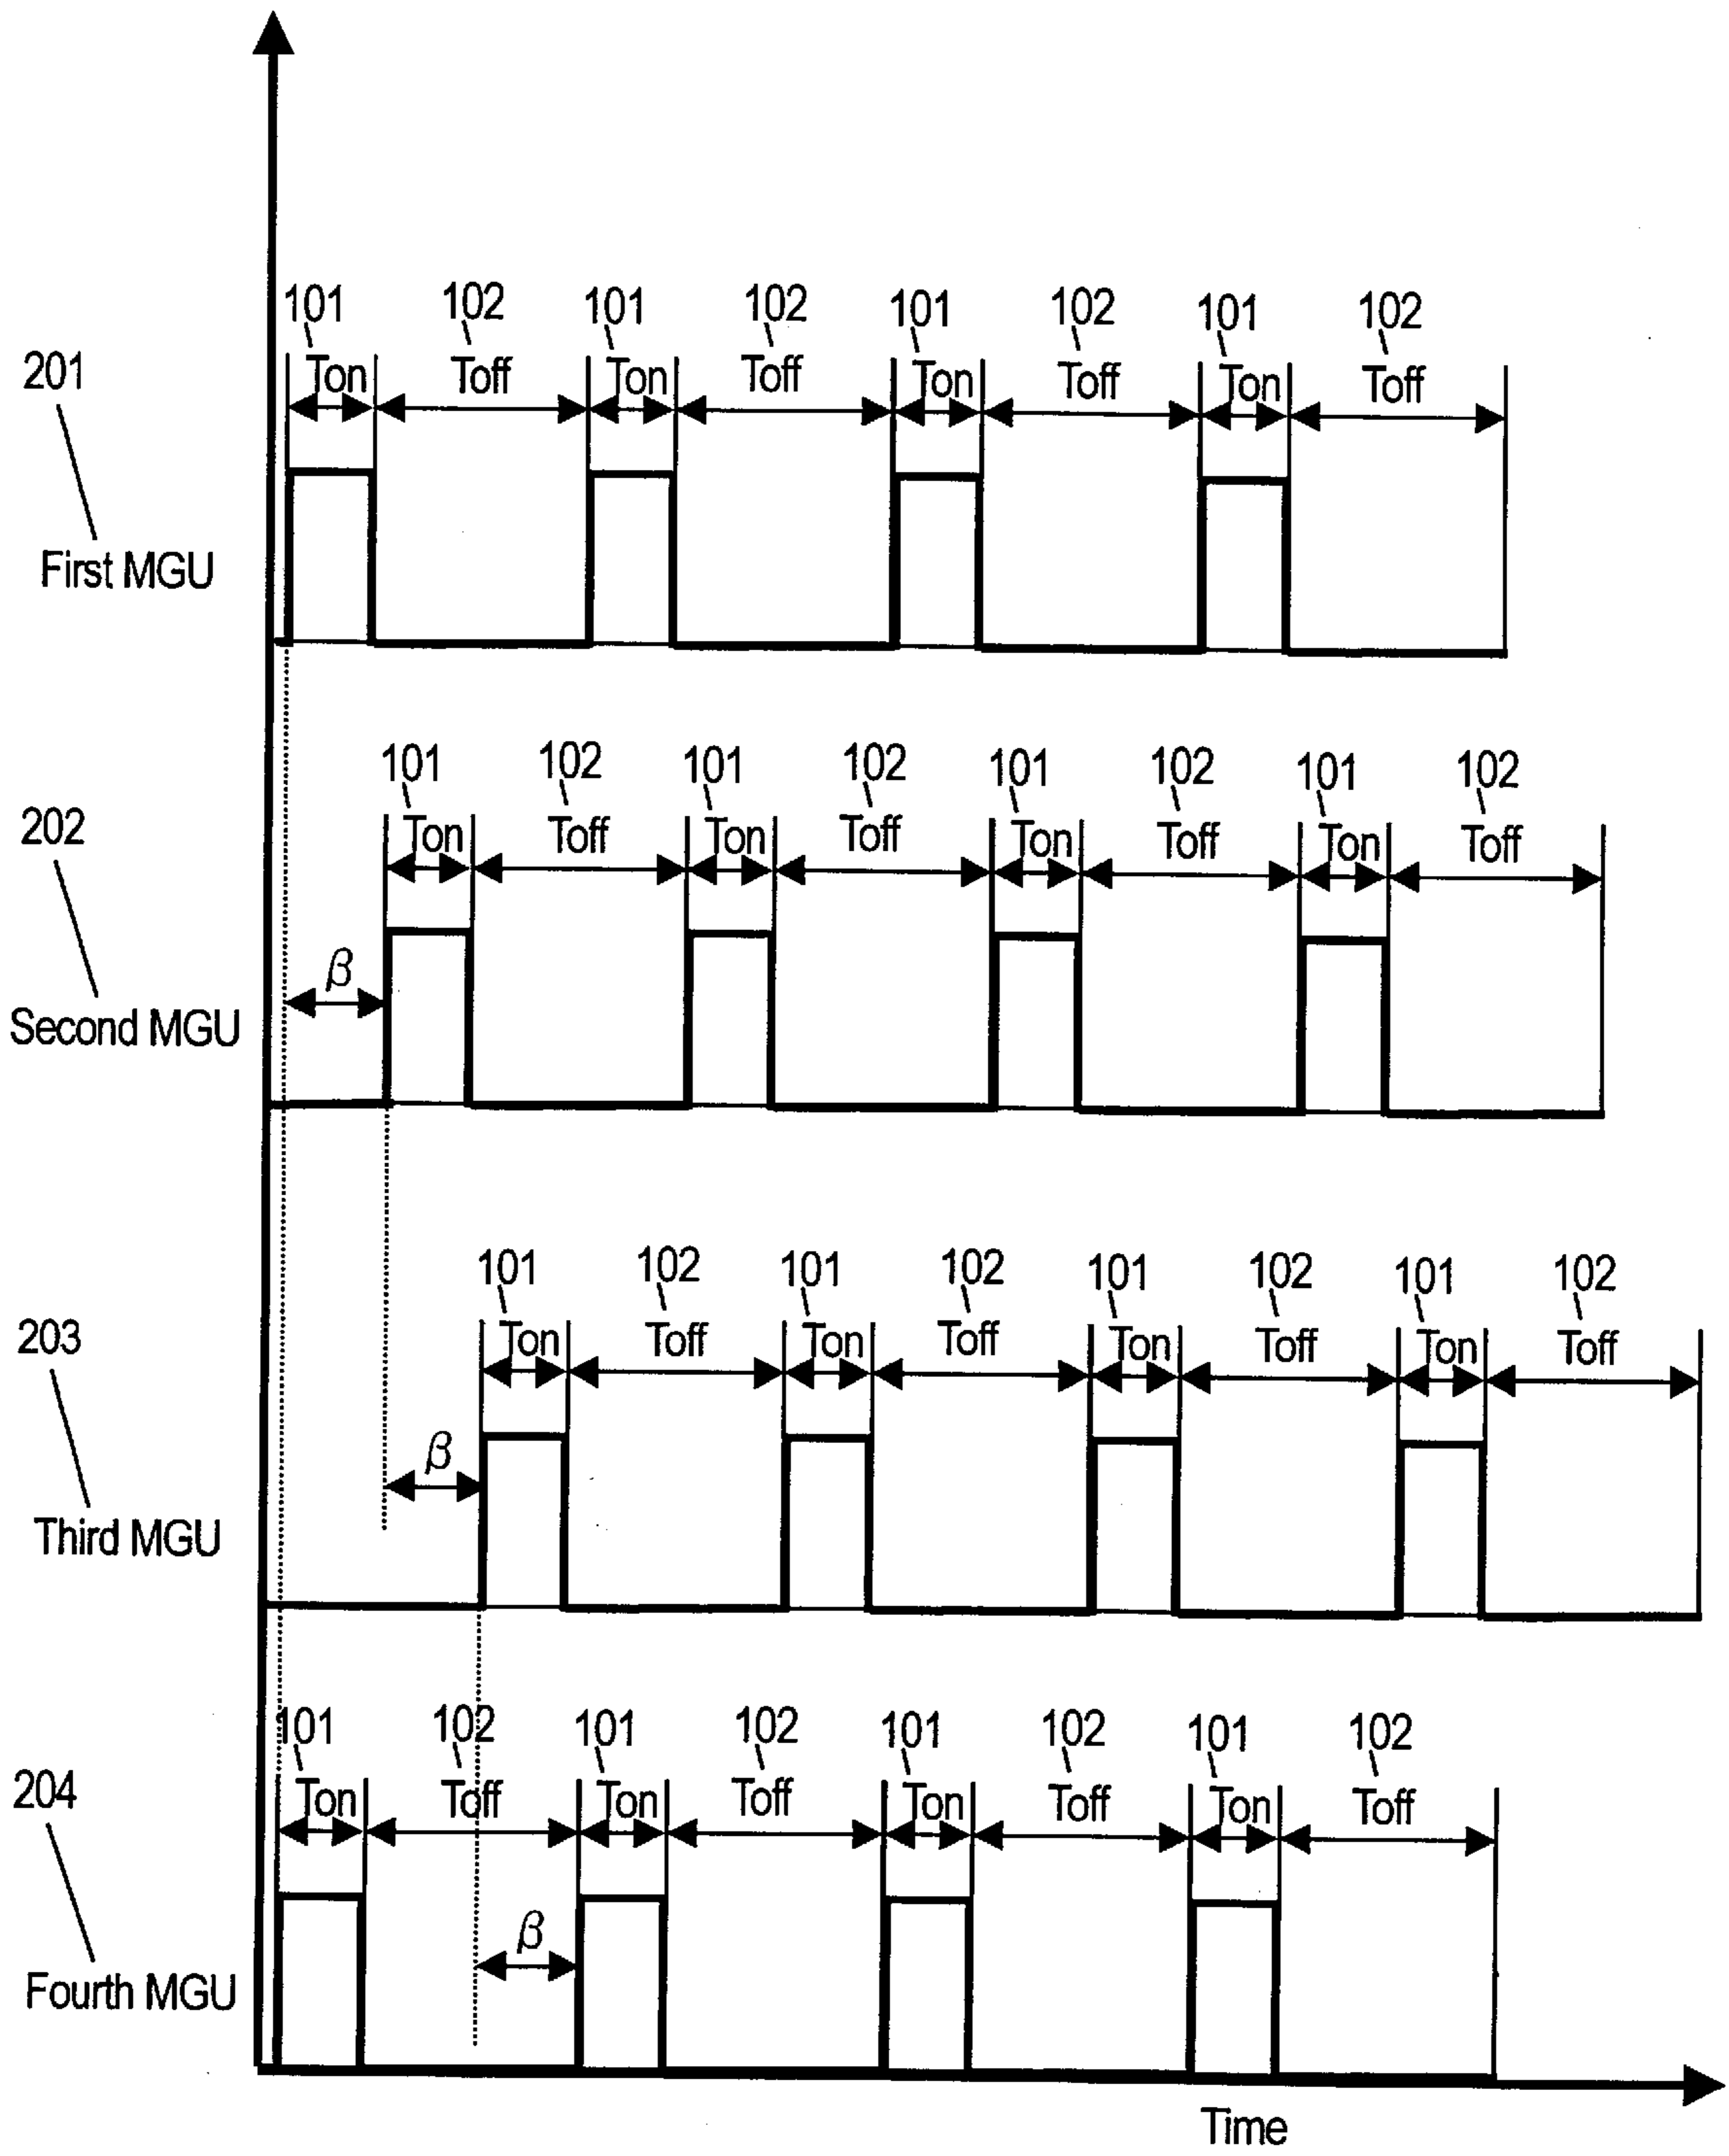 101 102 101 102 101 102 101 102
201 Ton Toff Ton Toff Ton Toff Ton Toff
First MGU
101 102 101 102 101 102 101 102
202 Ton Toff Ton Toff Ton Toff Ton Toff
β
Second MGU
101 102 101 102 101 102 101 102
203 Ton Toff Ton Toff Ton Toff Ton Toff
β
Third MGU
101 102 101 102 101 102 101 102
204 Ton Toff Ton Toff Ton Toff Ton Toff
β
Fourth MGU
Time